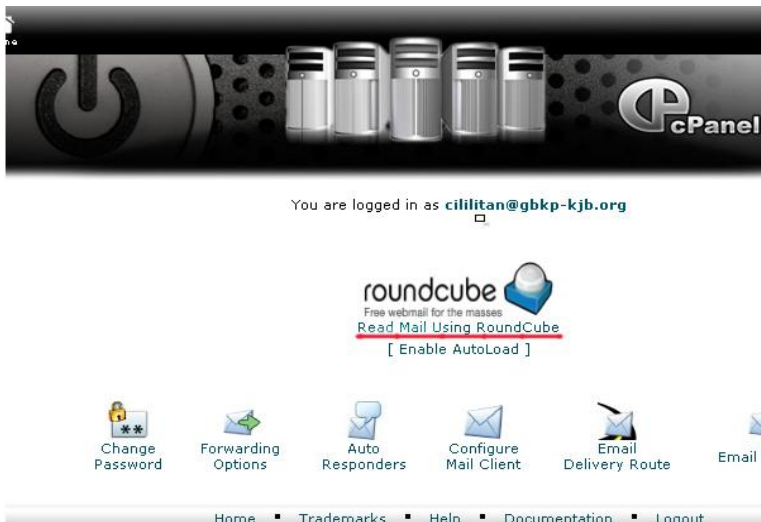 cPanel
You are logged in as cililitan@gbkp-kjb.org
roundcube
Free webmail for the masses
Read Mail Using RoundCube
[ Enable AutoLoad ]
**
Change
Password
Forwarding
Options
Auto
Responders
Configure
Mail Client
Email
Delivery Route
Email
Home ▪ Trademarks ▪ Help ▪ Documentation ▪ Logout